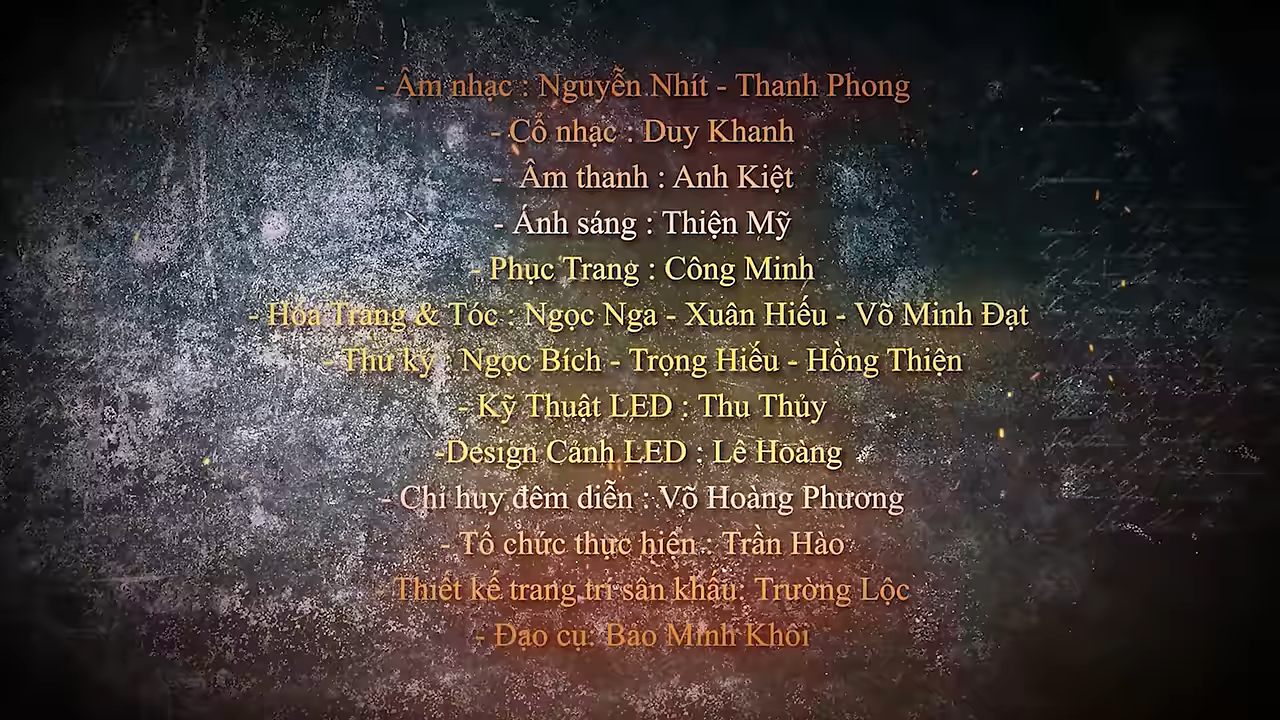 - Âm nhạc : Nguyễn Nhít - Thanh Phong
- Cổ nhạc : Duy Khanh
- Âm thanh : Anh Kiệt
- Ánh sáng : Thiện Mỹ
- Phục Trang : Công Minh
- Hóa Trang & Tóc : Ngọc Nga - Xuân Hiếu - Võ Minh Đạt
- Thư ký : Ngọc Bích - Trọng Hiếu - Hồng Thiện
- Kỹ Thuật LED : Thu Thủy
-Design Cảnh LED : Lê Hoàng
- Chỉ huy đêm diễn : Võ Hoàng Phương
- Tổ chức thực hiện : Trần Hào
- Thiết kế trang trí sân khấu: Trường Lộc
- Đạo cụ: Bảo Minh Khôi